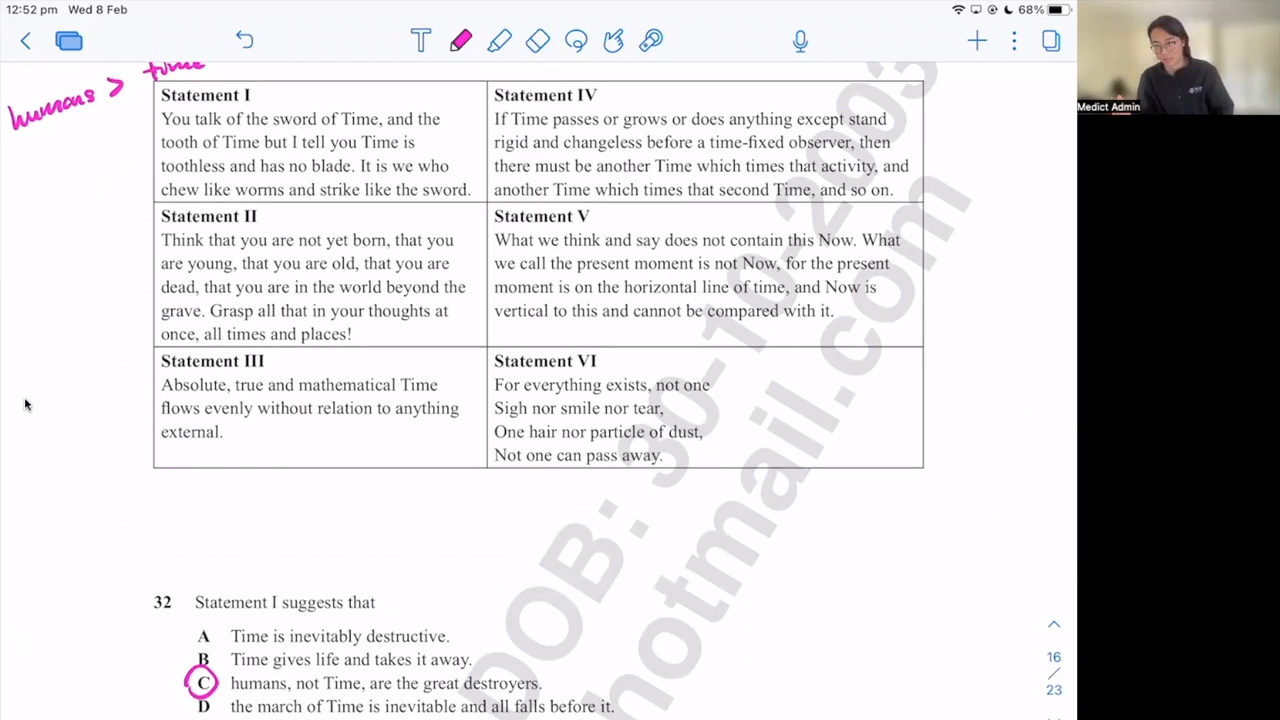 12:52 pm Wed 8 Feb
68%
Medict Admin
humans > time
Statement I
You talk of the sword of Time, and the
tooth of Time but I tell you Time is
toothless and has no blade. It is we who
chew like worms and strike like the sword.
Statement IV
If Time passes or grows or does anything except stand
rigid and changeless before a time-fixed observer, then
there must be another Time which times that activity, and
another Time which times that second Time, and so on.
Statement II
Think that you are not yet born, that you
are young, that you are old, that you are
dead, that you are in the world beyond the
grave. Grasp all that in your thoughts at
once, all times and places!
Statement V
What we think and say does not contain this Now. What
we call the present moment is not Now, for the present
moment is on the horizontal line of time, and Now is
vertical to this and cannot be compared with it.
Statement III
Absolute, true and mathematical Time
flows evenly without relation to anything
external.
Statement VI
For everything exists, not one
Sigh nor smile nor tear,
One hair nor particle of dust,
Not one can pass away.
DOB: 30-10-2003
hotmail.com
32 Statement I suggests that
A Time is inevitably destructive.
B Time gives life and takes it away.
C humans, not Time, are the great destroyers.
D the march of Time is inevitable and all falls before it.
16
/
23